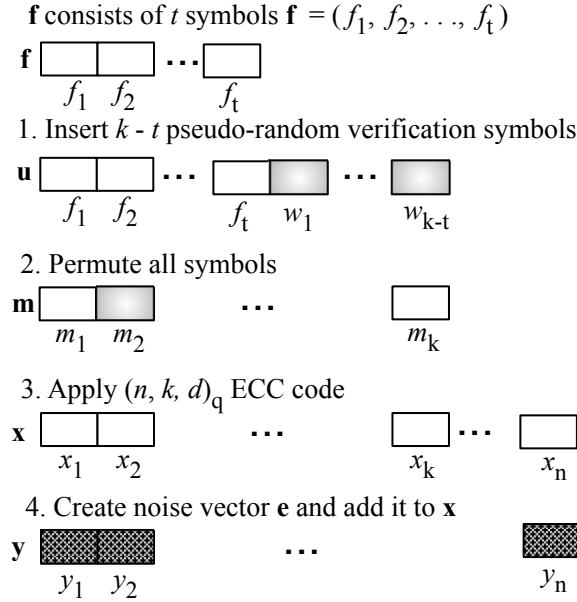 f consists of t symbols f = (f₁, f₂, . . ., fₜ)
f ...
f₁ f₂ fₜ
1. Insert k - t pseudo-random verification symbols
u ... ...
f₁ f₂ fₜ w₁ wₖ₋ₜ
2. Permute all symbols
m ...
m₁ m₂ mₖ
3. Apply (n, k, d)q ECC code
x ... ...
x₁ x₂ xₖ xₙ
4. Create noise vector e and add it to x
y ...
y₁ y₂ yₙ